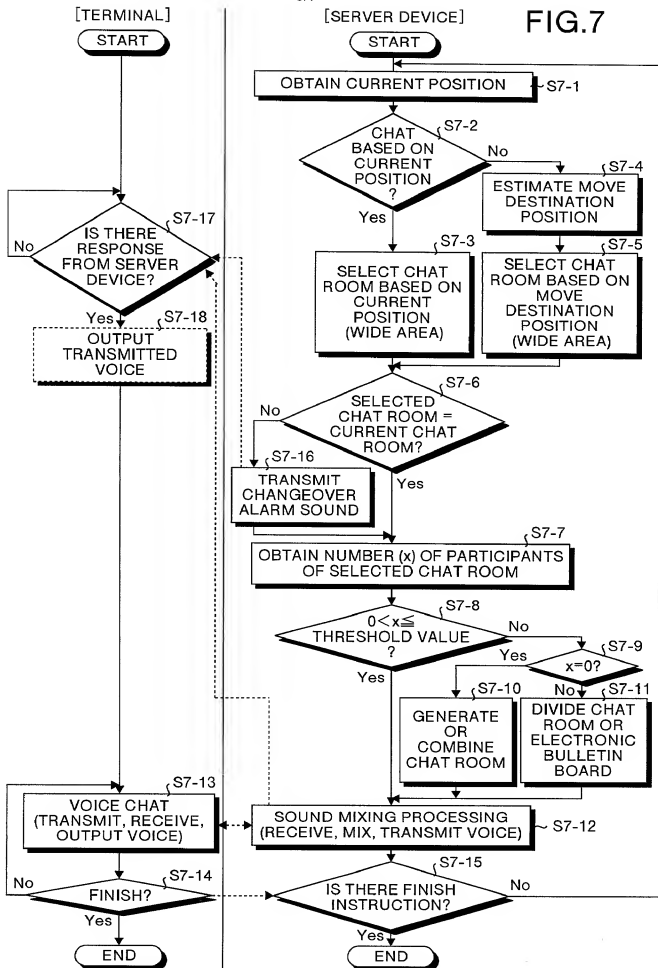 [TERMINAL]
START
[SERVER DEVICE]
START
FIG.7
OBTAIN CURRENT POSITION
S7-1
CHAT
BASED ON
CURRENT
POSITION
?
S7-2
No
Yes
S7-4
ESTIMATE MOVE
DESTINATION
POSITION
S7-3
SELECT CHAT
ROOM BASED ON
CURRENT
POSITION
(WIDE AREA)
S7-5
SELECT CHAT
ROOM BASED ON
MOVE
DESTINATION
POSITION
(WIDE AREA)
S7-17
IS THERE
RESPONSE
FROM SERVER
DEVICE?
No
Yes
S7-18
OUTPUT
TRANSMITTED
VOICE
S7-6
SELECTED
CHAT ROOM =
CURRENT CHAT
ROOM?
No
Yes
S7-16
TRANSMIT
CHANGEOVER
ALARM SOUND
S7-7
OBTAIN NUMBER (x) OF PARTICIPANTS
OF SELECTED CHAT ROOM
S7-8
0<x≦
THRESHOLD VALUE
?
No
Yes
S7-9
x=0?
Yes
No
S7-10
GENERATE
OR
COMBINE
CHAT ROOM
S7-11
DIVIDE CHAT
ROOM OR
ELECTRONIC
BULLETIN
BOARD
S7-13
VOICE CHAT
(TRANSMIT, RECEIVE,
OUTPUT VOICE)
SOUND MIXING PROCESSING
(RECEIVE, MIX, TRANSMIT VOICE)
S7-12
S7-14
FINISH?
No
Yes
END
S7-15
IS THERE FINISH
INSTRUCTION?
No
Yes
END